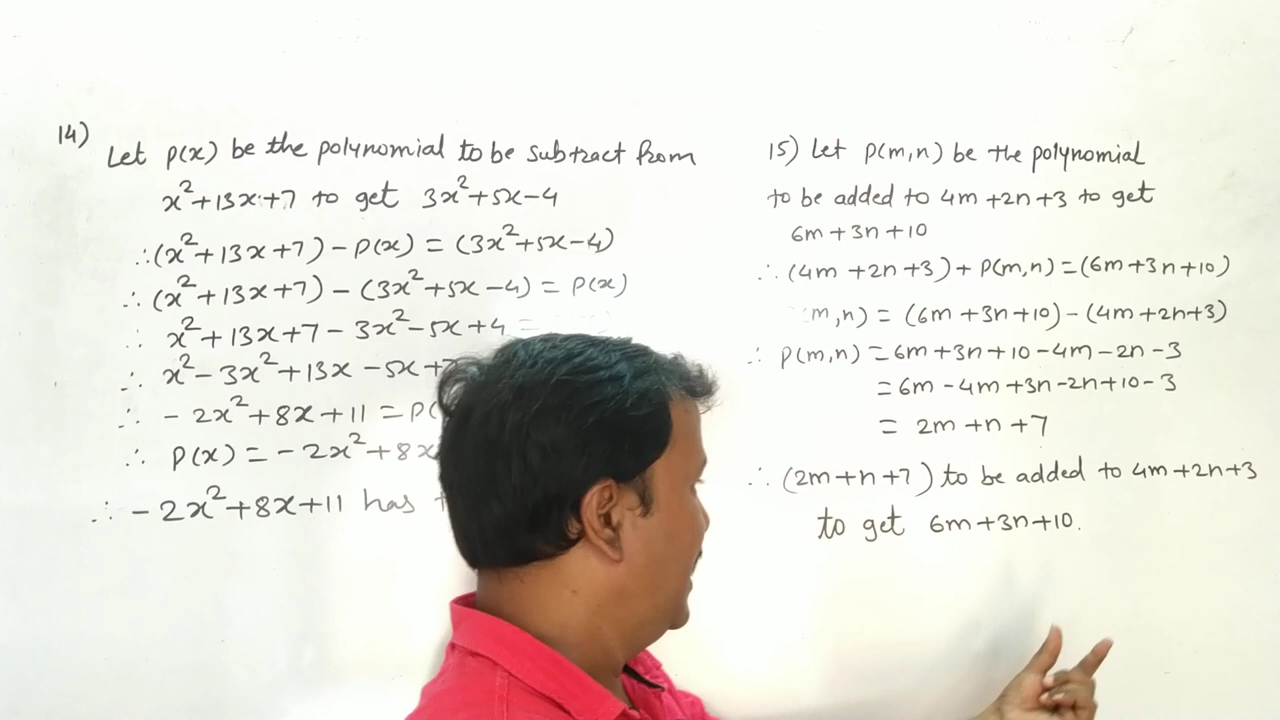 14)
Let p(x) be the polynomial to be subtract from
x²+13x+7 to get 3x²+5x-4
∴(x²+13x+7)-p(x)=(3x²+5x-4)
∴(x²+13x+7)-(3x²+5x-4)=p(x)
∴ x²+13x+7-3x²-5x+4 =
∴ x²-3x²+13x-5x+7
∴ -2x²+8x+11=p(
∴ p(x)=-2x²+8x
∴ -2x²+8x+11 has
15) Let p(m,n) be the polynomial
to be added to 4m+2n+3 to get
6m+3n+10
∴(4m+2n+3)+p(m,n)=(6m+3n+10)
m,n)=(6m+3n+10)-(4m+2n+3)
∴ p(m,n)=6m+3n+10-4m-2n-3
=6m-4m+3n-2n+10-3
= 2m+n+7
∴(2m+n+7) to be added to 4m+2n+3
to get 6m+3n+10.